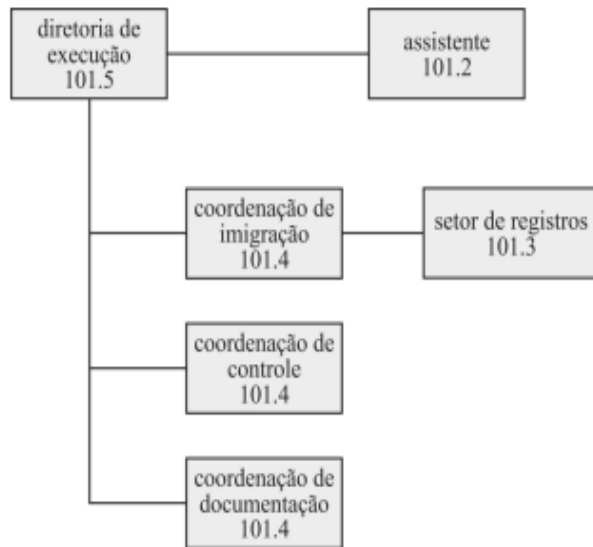 diretoria de
execução
101.5
assistente
101.2
coordenação de
imigração
101.4
setor de registros
101.3
coordenação de
controle
101.4
coordenação de
documentação
101.4